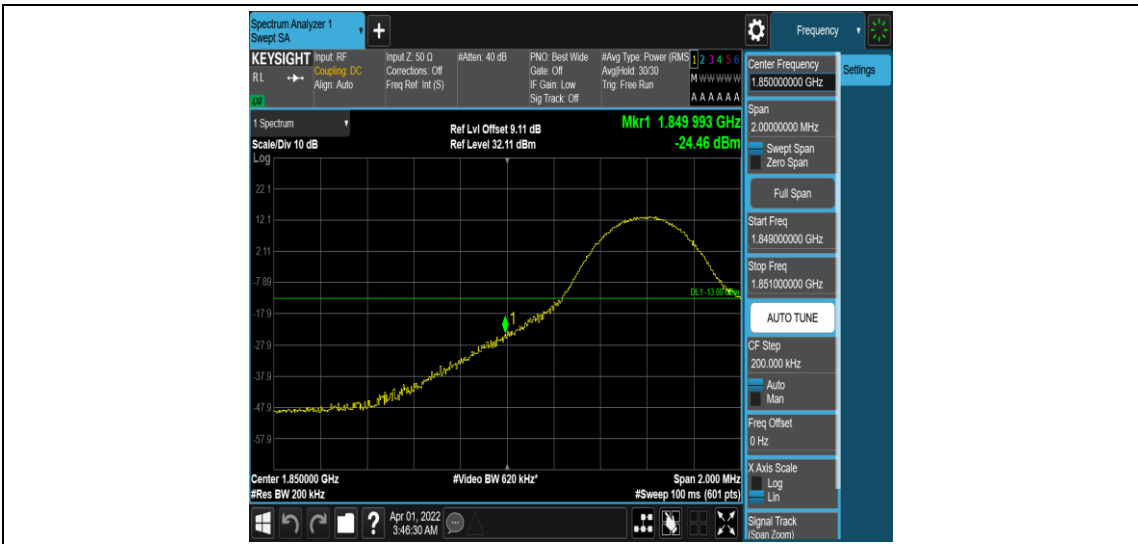 Spectrum Analyzer 1
Swept SA
+
Frequency
KEYSIGHT
RL
Input: RF
Coupling: DC
Align: Auto
Input Z: 50 Ω
Corrections: Off
Freq Ref: Int (S)
#Atten: 40 dB
PNO: Best Wide
Gate: Off
IF Gain: Low
Sig Track: Off
#Avg Type: Power (RMS
Avg|Hold: 30/30
Trig: Free Run
1 2 3 4 5 6
M W W W W W
A A A A A A
1 Spectrum
Scale/Div 10 dB
Log
Ref Lvl Offset 9.11 dB
Ref Level 32.11 dBm
Mkr1 1.849 993 GHz
-24.46 dBm
22.1
12.1
2.11
-7.89
-17.9
-27.9
-37.9
-47.9
-57.9
DL1 -13.00 dBm
1
Center 1.850000 GHz
#Res BW 200 kHz
#Video BW 620 kHz*
Span 2.000 MHz
#Sweep 100 ms (601 pts)
Center Frequency
1.850000000 GHz
Settings
Span
2.00000000 MHz
Swept Span
Zero Span
Full Span
Start Freq
1.849000000 GHz
Stop Freq
1.851000000 GHz
AUTO TUNE
CF Step
200.000 kHz
Auto
Man
Freq Offset
0 Hz
X Axis Scale
Log
Lin
Signal Track
(Span Zoom)
?
Apr 01, 2022
3:46:30 AM